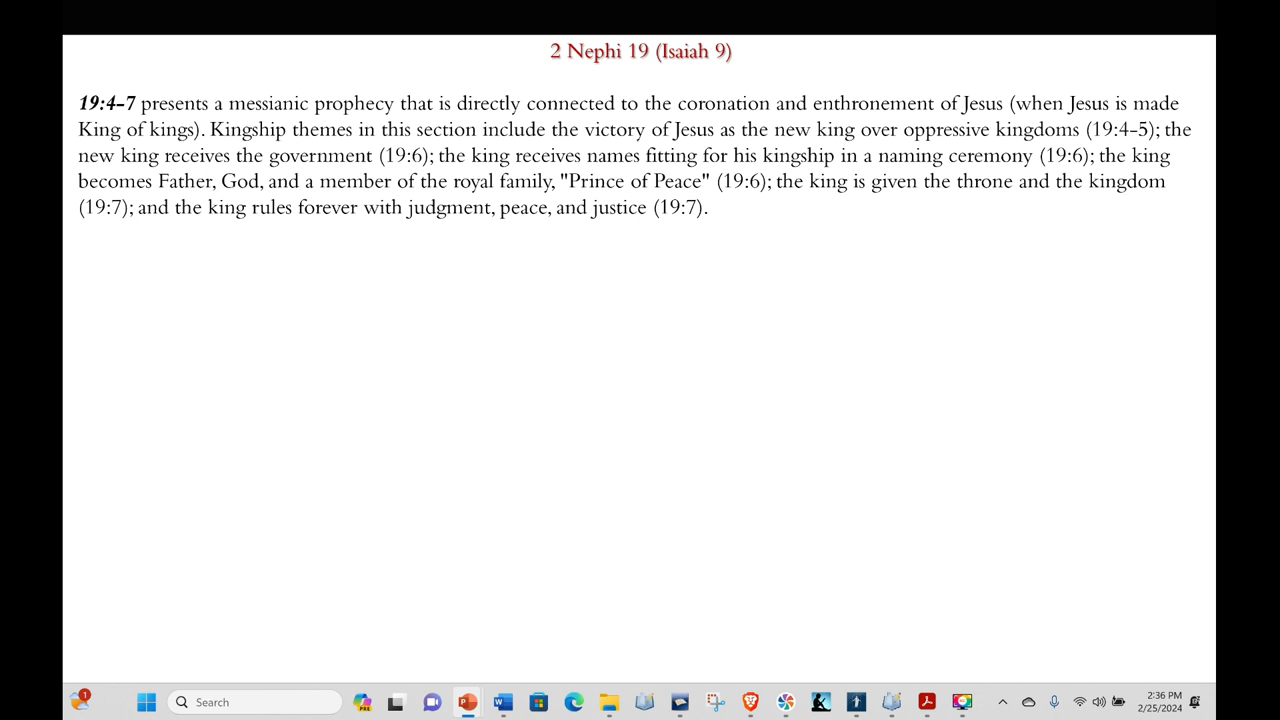 2 Nephi 19 (Isaiah 9)
19:4-7 presents a messianic prophecy that is directly connected to the coronation and enthronement of Jesus (when Jesus is made
King of kings). Kingship themes in this section include the victory of Jesus as the new king over oppressive kingdoms (19:4-5); the
new king receives the government (19:6); the king receives names fitting for his kingship in a naming ceremony (19:6); the king
becomes Father, God, and a member of the royal family, "Prince of Peace" (19:6); the king is given the throne and the kingdom
(19:7); and the king rules forever with judgment, peace, and justice (19:7).
1
Search
PRE
W
2:36 PM
2/25/2024